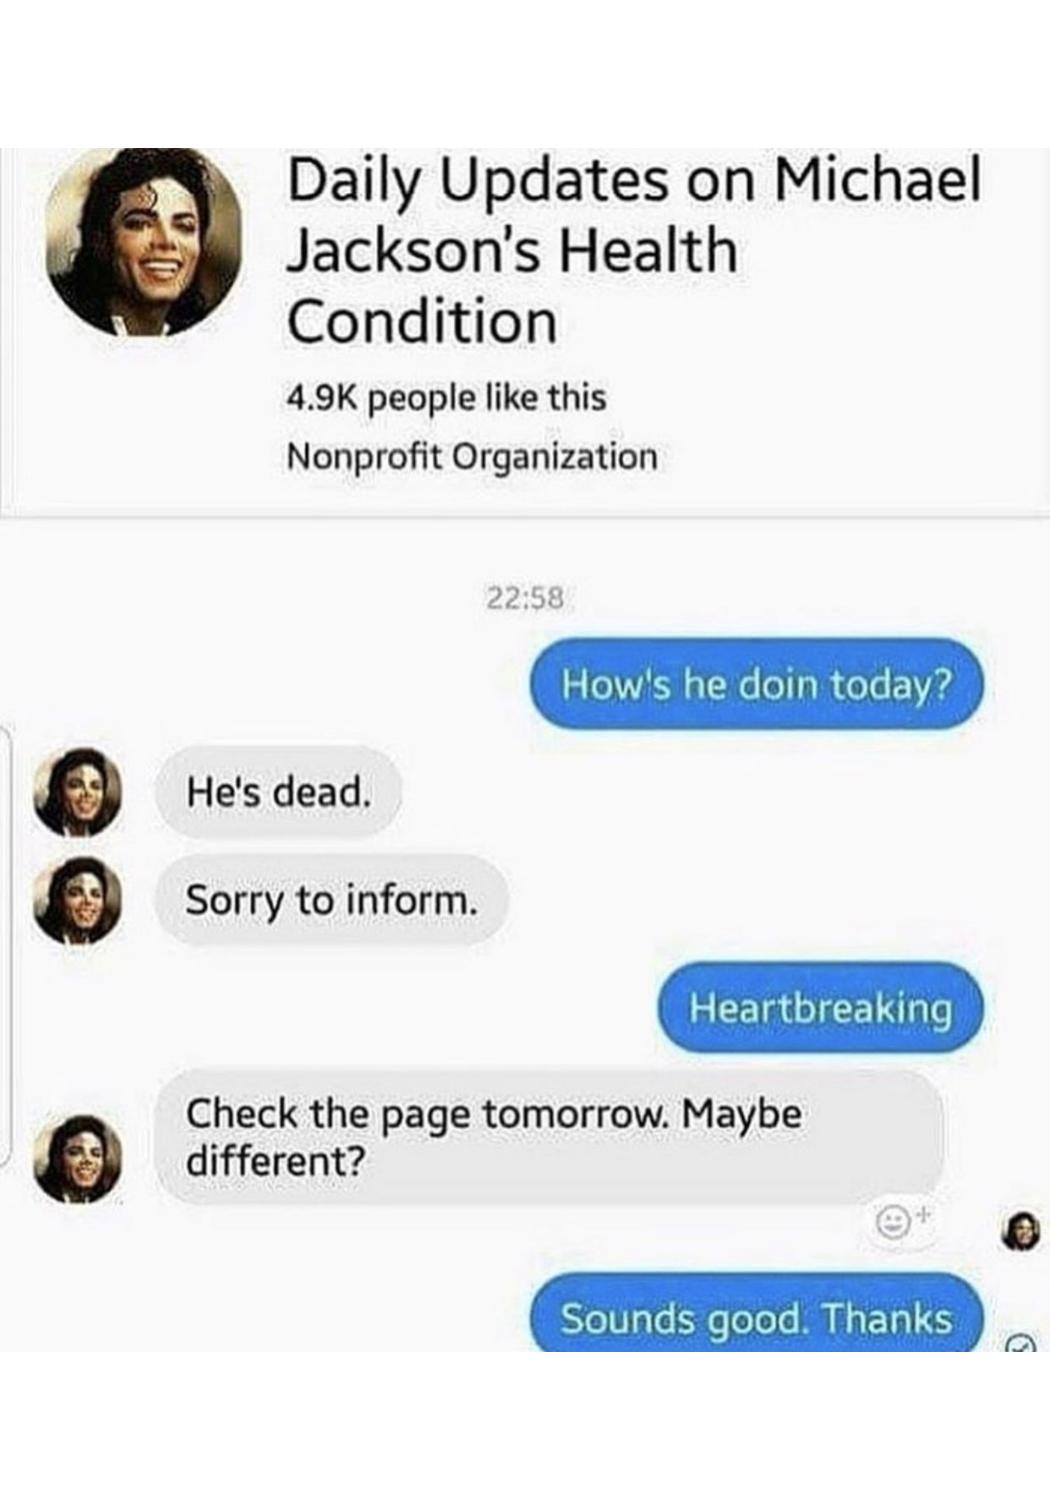 Daily Updates on Michael
Jackson's Health
Condition
4.9K people like this
Nonprofit Organization
22:58
How's he doin today?
He's dead.
Sorry to inform.
Heartbreaking
Check the page tomorrow. Maybe
different?
Sounds good. Thanks